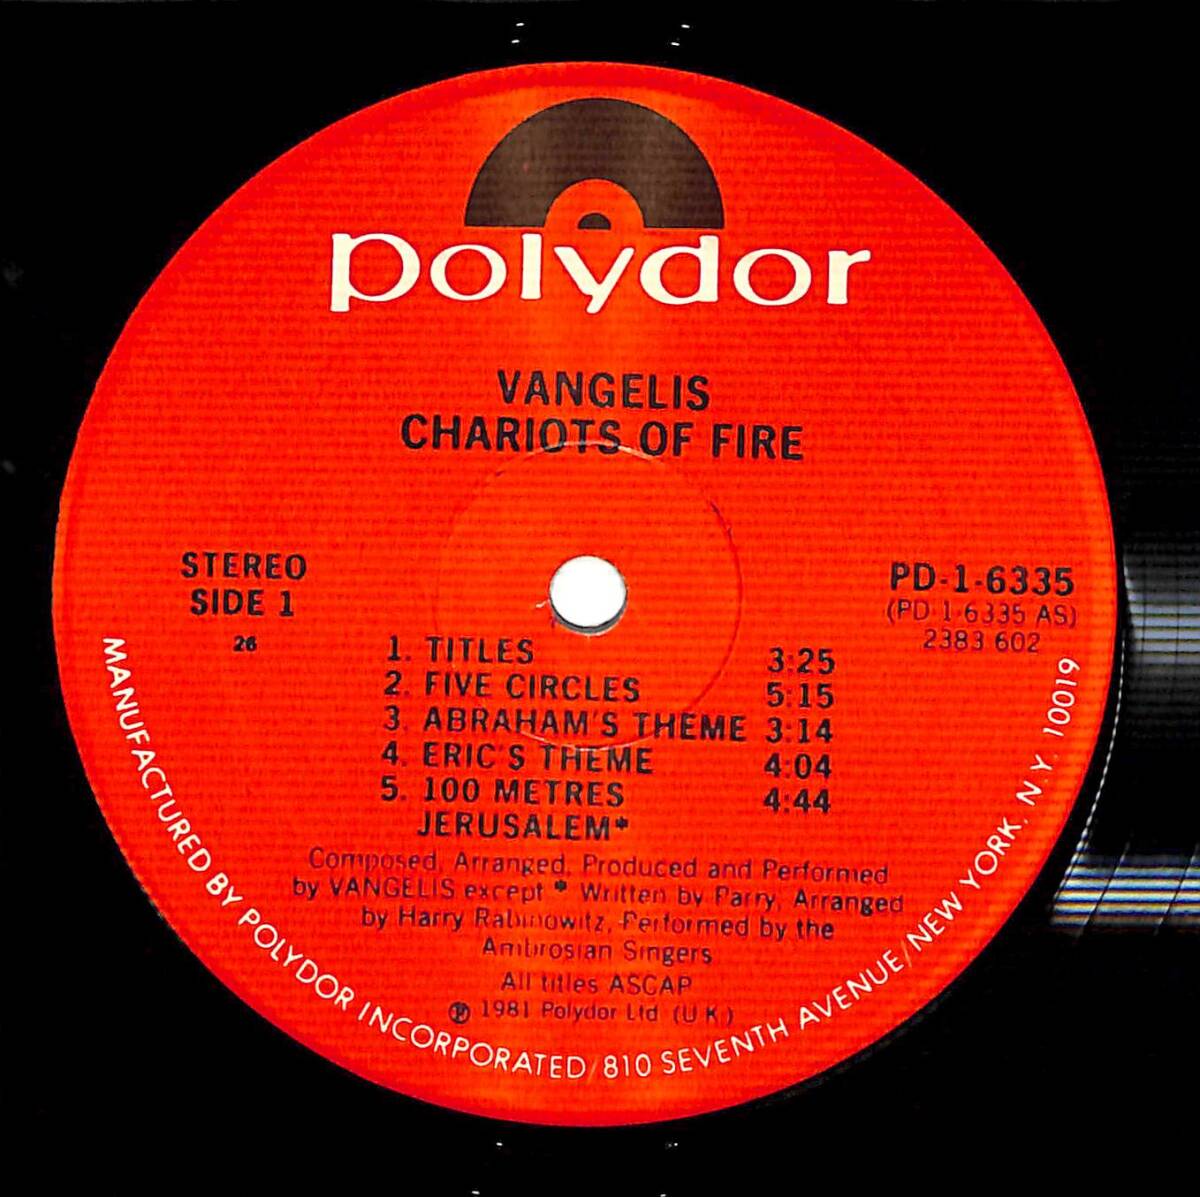 polydor
VANGELIS
CHARIOTS OF FIRE
STEREO
SIDE 1
26
PD-1-6335
(PD 1-6335 AS)
2383 602
1. TITLES 3:25
2. FIVE CIRCLES 5:15
3. ABRAHAM'S THEME 3:14
4. ERIC'S THEME 4:04
5. 100 METRES 4:44
JERUSALEM*
Composed, Arranged, Produced and Performed
by VANGELIS except * Written by Parry, Arranged
by Harry Rabinowitz, Performed by the
Ambrosian Singers
All titles ASCAP
℗ 1981 Polydor Ltd (U.K.)
MANUFACTURED BY POLYDOR INCORPORATED/810 SEVENTH AVENUE/NEW YORK, N.Y. 10019